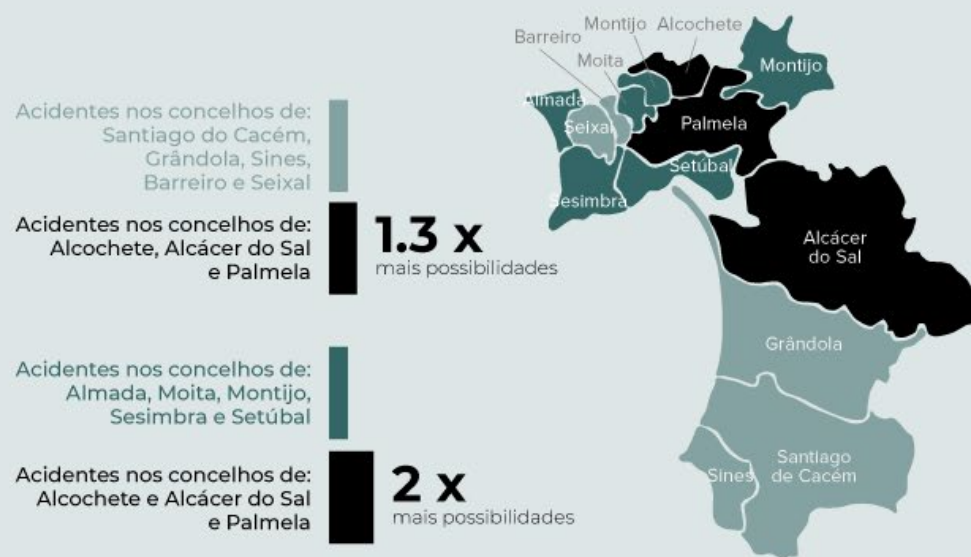 Acidentes nos concelhos de:
Santiago do Cacém,
Grândola, Sines,
Barreiro e Seixal
Acidentes nos concelhos de:
Alcochete, Alcácer do Sal
e Palmela
1.3 x
mais possibilidades
Acidentes nos concelhos de:
Almada, Moita, Montijo,
Sesimbra e Setúbal
Acidentes nos concelhos de:
Alcochete e Alcácer do Sal
e Palmela
2 x
mais possibilidades
Montijo
Alcochete
Barreiro
Moita
Montijo
Almada
Seixal
Palmela
Setúbal
Sesimbra
Alcácer
do Sal
Grândola
Santiago
de Cacém
Sines